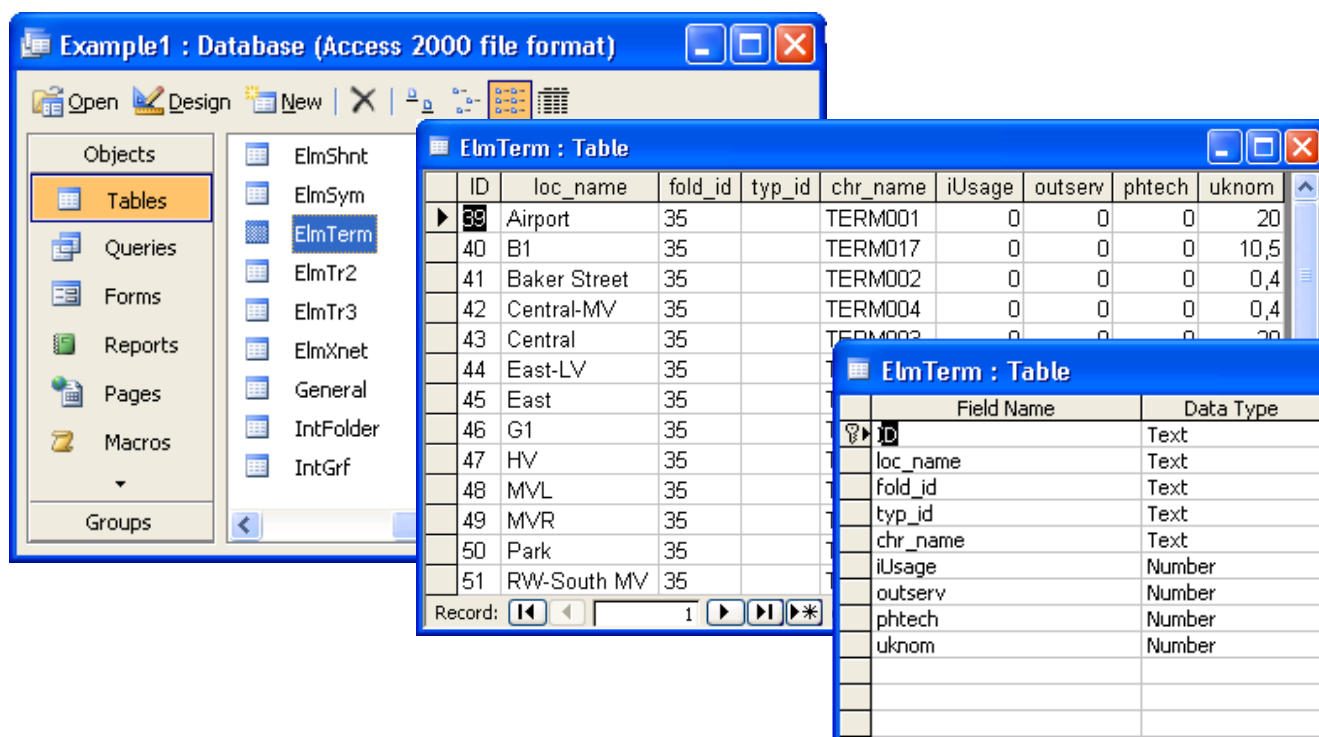 Example1 : Database (Access 2000 file format)
Open Design New
Objects
Tables
Queries
Forms
Reports
Pages
Macros
Groups
ElmShnt
ElmSym
ElmTerm
ElmTr2
ElmTr3
ElmXnet
General
IntFolder
IntGrf
ElmTerm : Table
ID loc_name fold_id typ_id chr_name iUsage outserv phtech uknom
39 Airport 35 TERM001 0 0 0 20
40 B1 35 TERM017 0 0 0 10,5
41 Baker Street 35 TERM002 0 0 0 0,4
42 Central-MV 35 TERM004 0 0 0 0,4
43 Central 35 TERM003 0 0 0 20
44 East-LV 35
45 East 35
46 G1 35
47 HV 35
48 MVL 35
49 MVR 35
50 Park 35
51 RW-South MV 35
Record: 1
ElmTerm : Table
Field Name Data Type
ID Text
loc_name Text
fold_id Text
typ_id Text
chr_name Text
iUsage Number
outserv Number
phtech Number
uknom Number